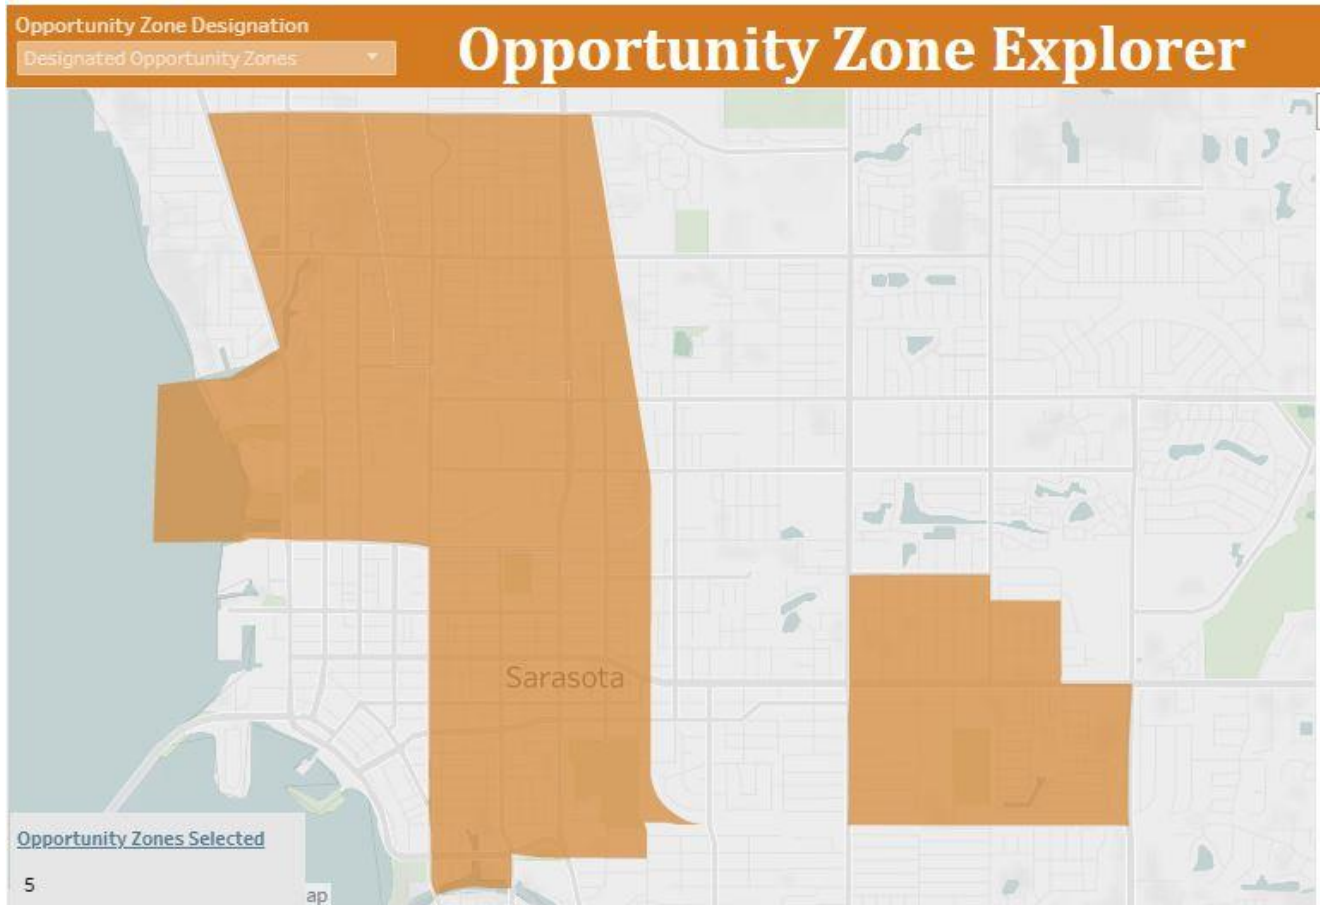 Opportunity Zone Designation
Designated Opportunity Zones
Opportunity Zone Explorer
Sarasota
Opportunity Zones Selected
5
ap